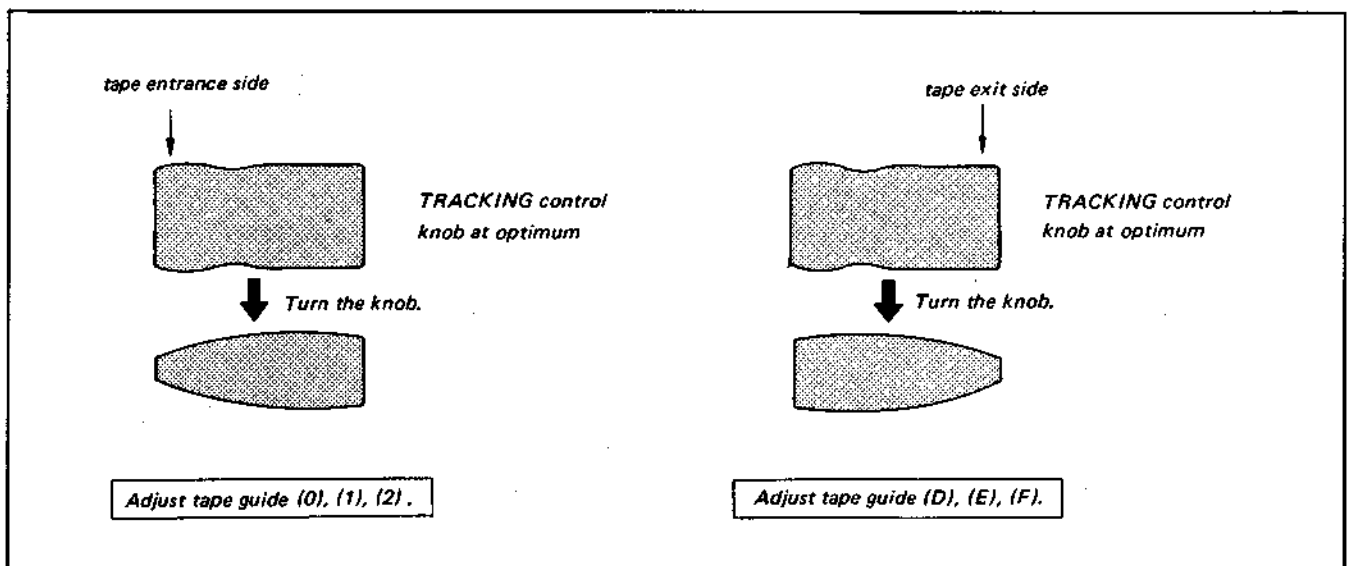 tape entrance side
TRACKING control
knob at optimum
Turn the knob.
Adjust tape guide (0), (1), (2).
tape exit side
TRACKING control
knob at optimum
Turn the knob.
Adjust tape guide (D), (E), (F).